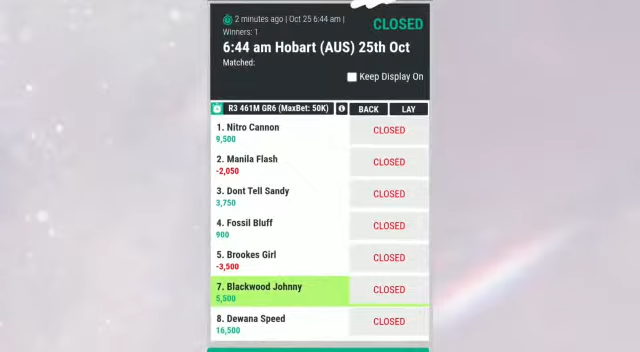 2 minutes ago | Oct 25 6:44 am |
Winners: 1
CLOSED
6:44 am Hobart (AUS) 25th Oct
Matched:
Keep Display On
R3 461M GR6 (MaxBet: 50K) BACK LAY
1. Nitro Cannon
9,500
CLOSED
2. Manila Flash
-2,050
CLOSED
3. Dont Tell Sandy
3,750
CLOSED
4. Fossil Bluff
900
CLOSED
5. Brookes Girl
-3,500
CLOSED
7. Blackwood Johnny
5,500
CLOSED
8. Dewana Speed
16,500
CLOSED